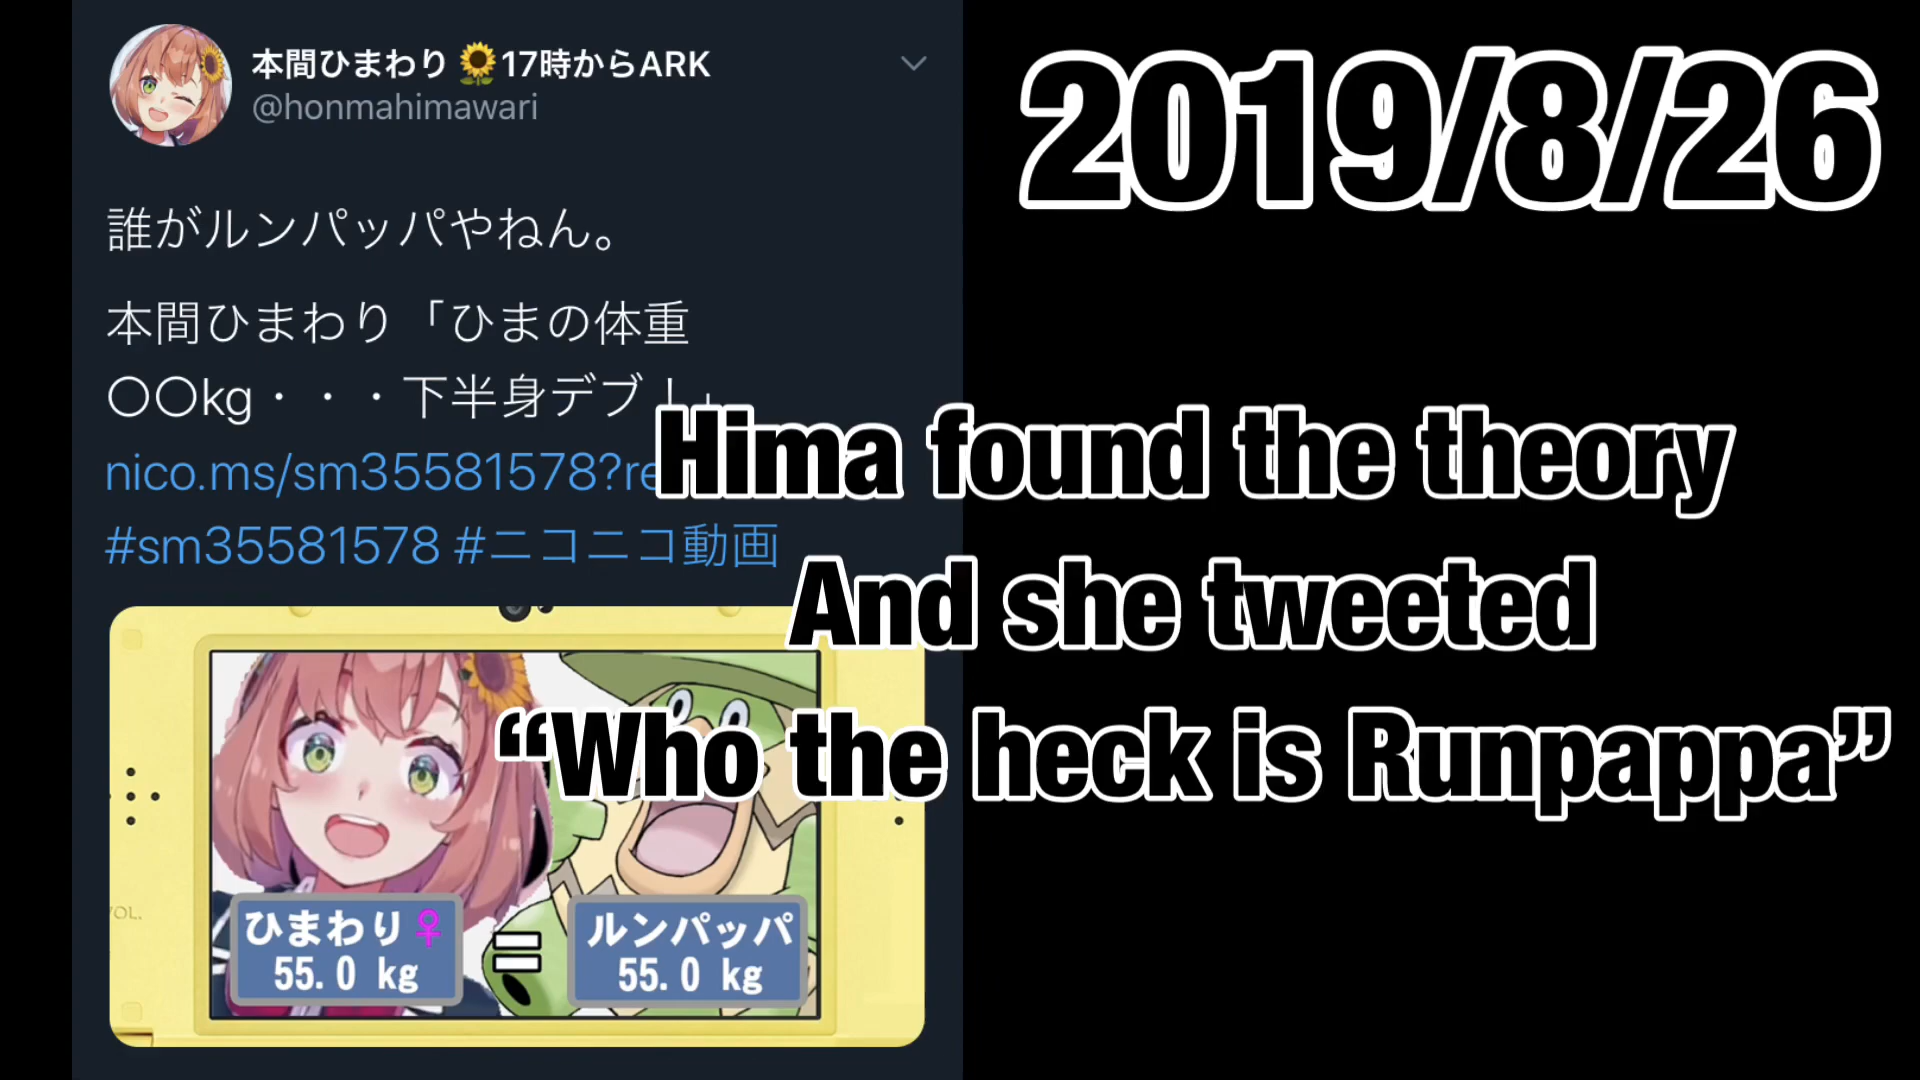 本間ひまわり🌻17時からARK
@honmahimawari
2019/8/26
誰がルンパッパやねん。
本間ひまわり「ひまの体重
〇〇kg・・・下半身デブ！」
nico.ms/sm35581578?re
#sm35581578 #ニコニコ動画
Hima found the theory
And she tweeted
“Who the heck is Runpappa”
VOL.
ひまわり♀
55.0 kg
=
ルンパッパ
55.0 kg